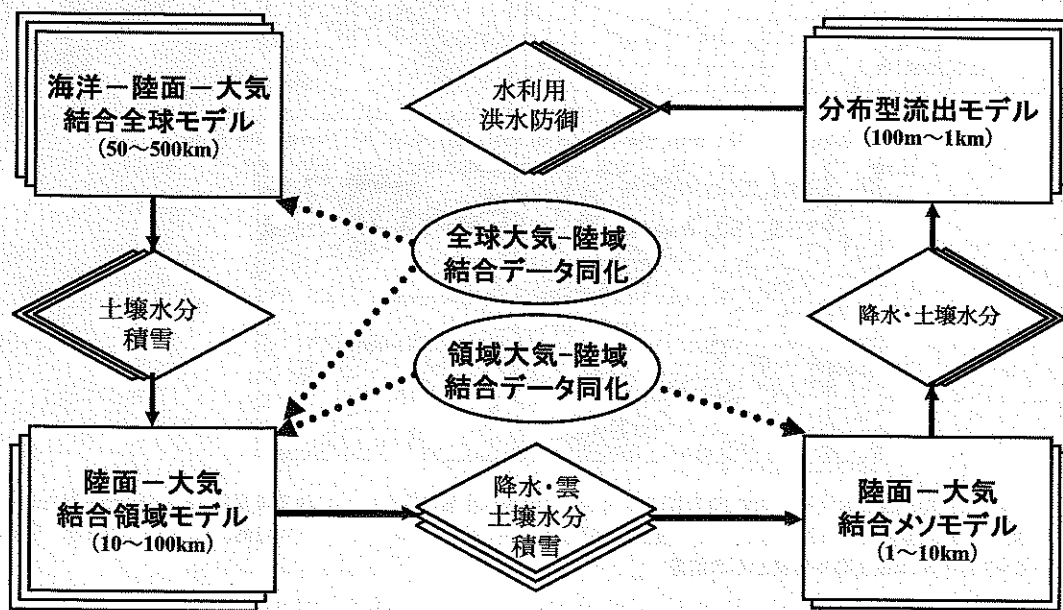 海洋－陸面－大気
結合全球モデル
(50～500km)
水利用
洪水防御
分布型流出モデル
(100m～1km)
全球大気-陸域
結合データ同化
土壌水分
積雪
降水・土壌水分
領域大気-陸域
結合データ同化
陸面－大気
結合領域モデル
(10～100km)
降水・雲
土壌水分
積雪
陸面－大気
結合メソモデル
(1～10km)